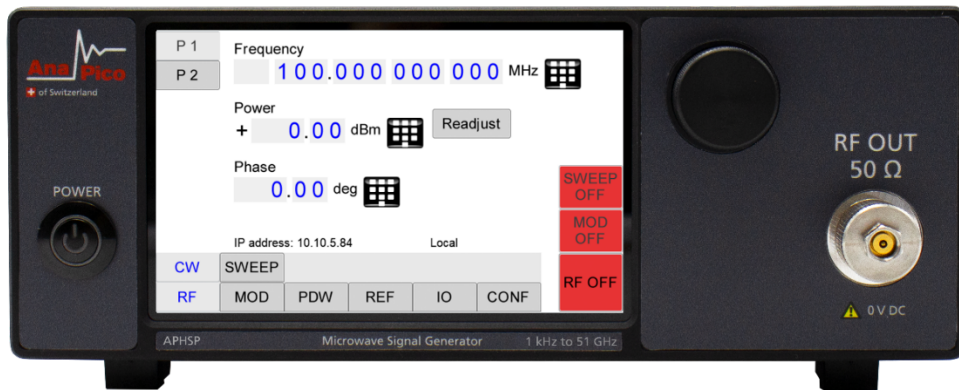 Ana Pico
of Switzerland
POWER
P 1
P 2
Frequency
100.000 000 000 MHz
Power
+ 0.00 dBm
Readjust
Phase
0.00 deg
SWEEP
OFF
MOD
OFF
RF OFF
IP address: 10.10.5.84 Local
CW SWEEP
RF MOD PDW REF IO CONF
APHSP Microwave Signal Generator 1 kHz to 51 GHz
RF OUT
50 Ω
0 V DC